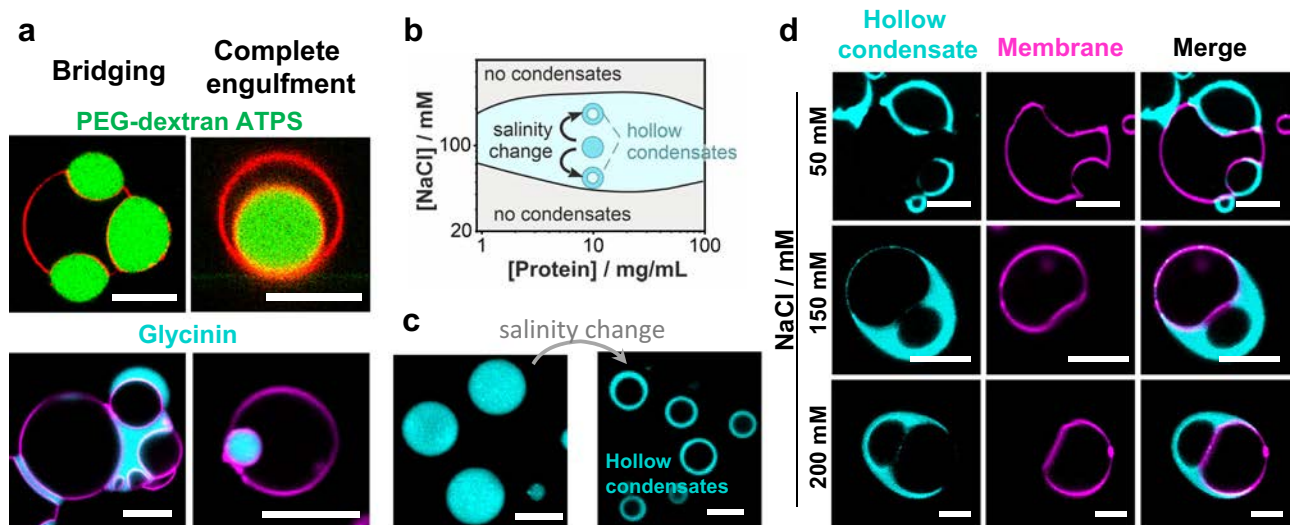 a
Bridging
Complete
engulfment
PEG-dextran ATPS
Glycinin
b
no condensates
salinity
change
hollow
condensates
no condensates
[NaCl] / mM
100
20
1
10
100
[Protein] / mg/mL
c
salinity change
Hollow
condensates
d
Hollow
condensate
Membrane
Merge
NaCl / mM
50 mM
150 mM
200 mM